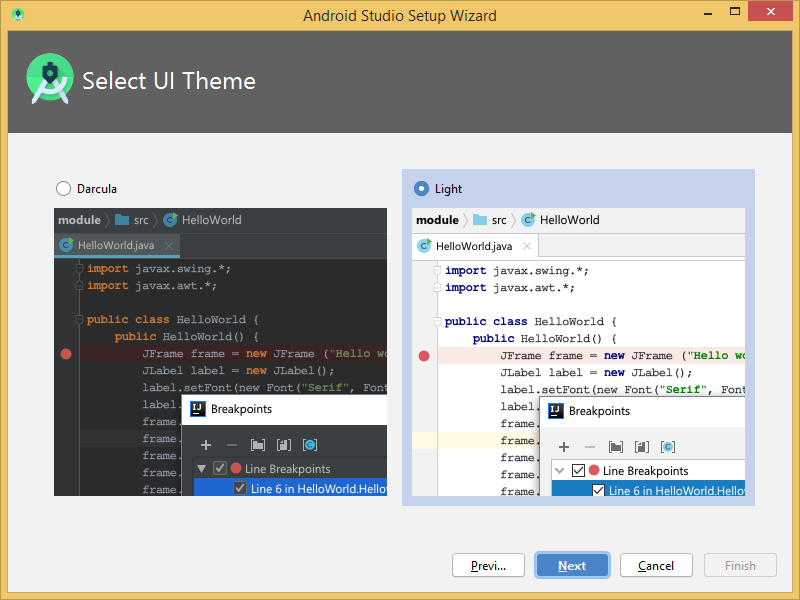 Android Studio Setup Wizard
Select UI Theme
Darcula
module src HelloWorld
HelloWorld.java
import javax.swing.*;
import javax.awt.*;
public class HelloWorld {
public HelloWorld() {
JFrame frame = new JFrame ("Hello wo
JLabel label = new JLabel();
label.setFont(new Font("Serif", Font
label.
frame.
frame.
frame.
frame.
frame.
IJ Breakpoints
Line Breakpoints
Line 6 in HelloWorld.Hello
Light
module src HelloWorld
HelloWorld.java
import javax.swing.*;
import javax.awt.*;
public class HelloWorld {
public HelloWorld() {
JFrame frame = new JFrame ("Hello wo
JLabel label = new JLabel();
label.setFont(new Font("Serif", Font
label.
frame.
frame.
frame.
frame.
frame.
IJ Breakpoints
Line Breakpoints
Line 6 in HelloWorld.Hello
Previ... Next Cancel Finish